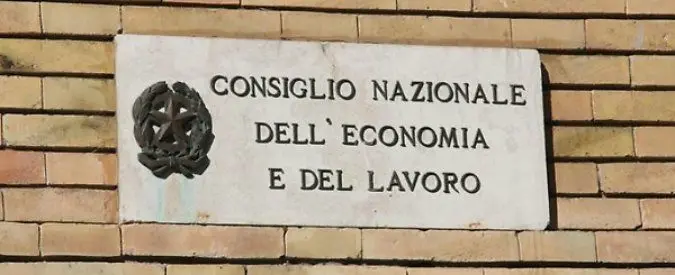 CONSIGLIO NAZIONALE
DELL'ECONOMIA
E DEL LAVORO